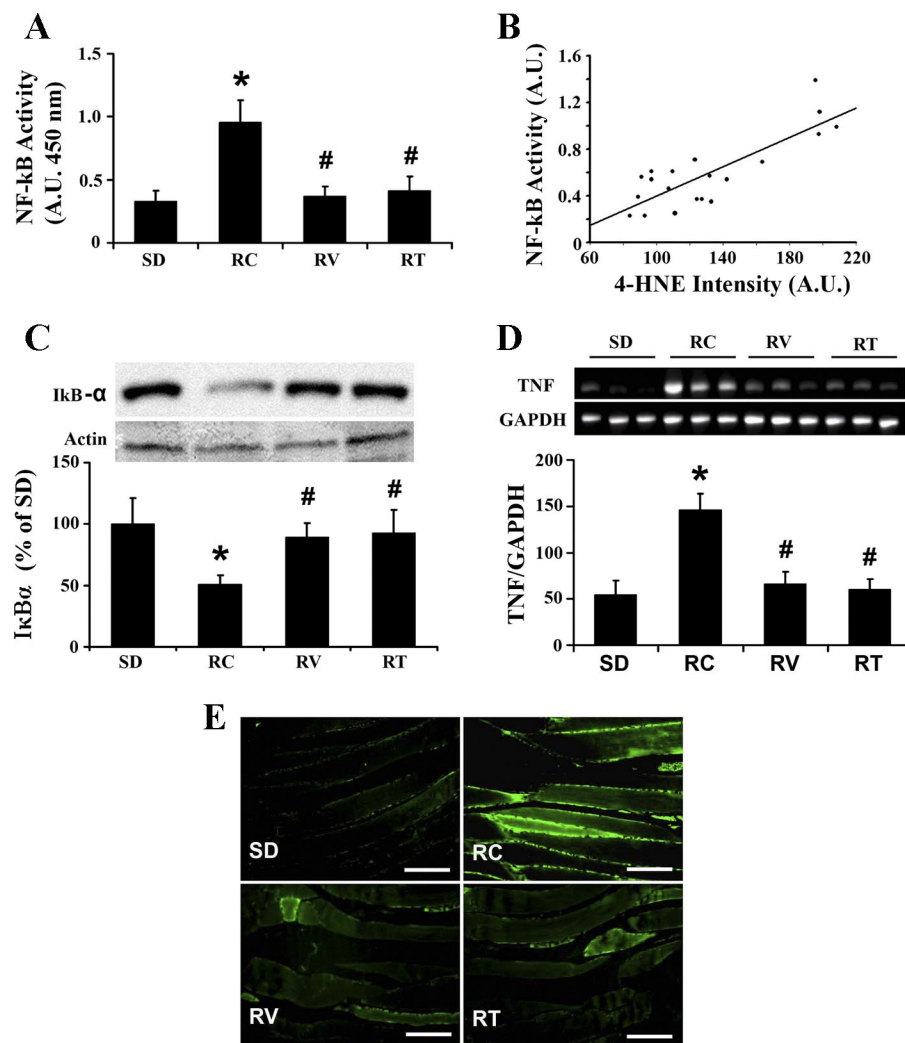 A
NF-kB Activity
(A.U. 450 nm)
1.5
1.0
0.5
0
*
#
#
SD RC RV RT
B
NF-kB Activity (A.U.)
1.6
1.2
0.8
0.4
0
60 100 140 180 220
4-HNE Intensity (A.U.)
C
IkB-α
Actin
IκBα (% of SD)
150
100
50
0
*
#
#
SD RC RV RT
D
SD RC RV RT
TNF
GAPDH
TNF/GAPDH
200
150
100
50
0
*
#
#
SD RC RV RT
E
SD
RC
RV
RT